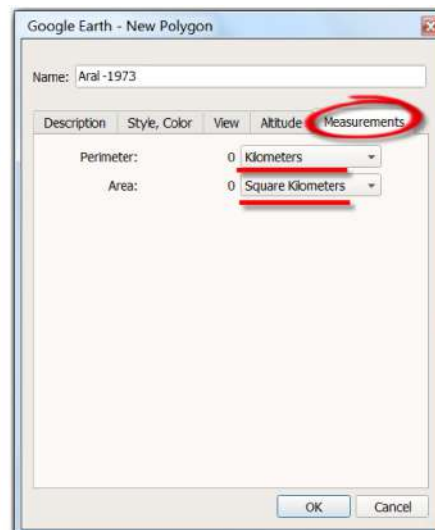 Google Earth - New Polygon
Name: Aral -1973
Description Style, Color View Altitude Measurements
Perimeter: 0 Kilometers
Area: 0 Square Kilometers
OK Cancel